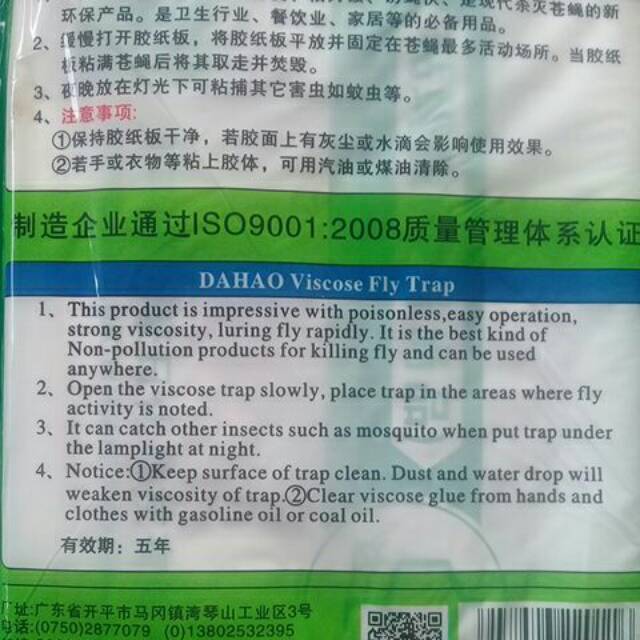 环保产品。是卫生行业、餐饮业、家居等的必备用品。
2、缓慢打开胶纸板，将胶纸板平放并固定在苍蝇最多活动场所。当胶纸
板粘满苍蝇后将其取走并焚毁。
3、夜晚放在灯光下可粘捕其它害虫如蚊虫等。
4、注意事项:
①保持胶纸板干净，若胶面上有灰尘或水滴会影响使用效果。
②若手或衣物等粘上胶体，可用汽油或煤油清除。
制造企业通过ISO9001:2008质量管理体系认证
DAHAO Viscose Fly Trap
1、This product is impressive with poisonless,easy operation,
strong viscosity, luring fly rapidly. It is the best kind of
Non-pollution products for killing fly and can be used
anywhere.
2、Open the viscose trap slowly, place trap in the areas where fly
activity is noted.
3、It can catch other insects such as mosquito when put trap under
the lamplight at night.
4、Notice:①Keep surface of trap clean. Dust and water drop will
weaken viscosity of trap.②Clear viscose glue from hands and
clothes with gasoline oil or coal oil.
有效期：五年
厂址:广东省开平市马冈镇湾琴山工业区3号
电话:(0750)2877079 (0)13802532395